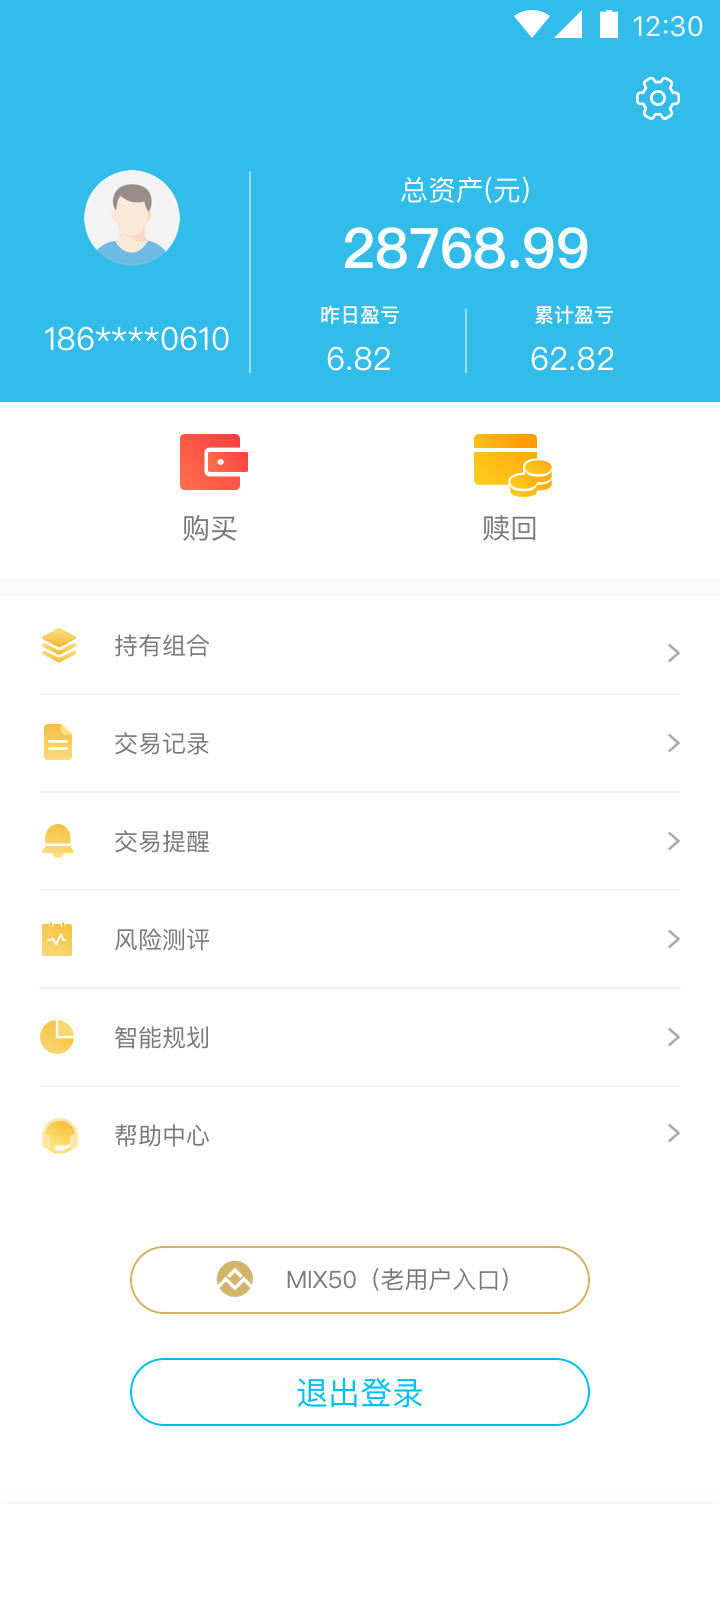 12:30
总资产(元)
28768.99
186****0610
昨日盈亏
累计盈亏
6.82
62.82
购买
赎回
持有组合
交易记录
交易提醒
风险测评
智能规划
帮助中心
MIX50（老用户入口）
退出登录